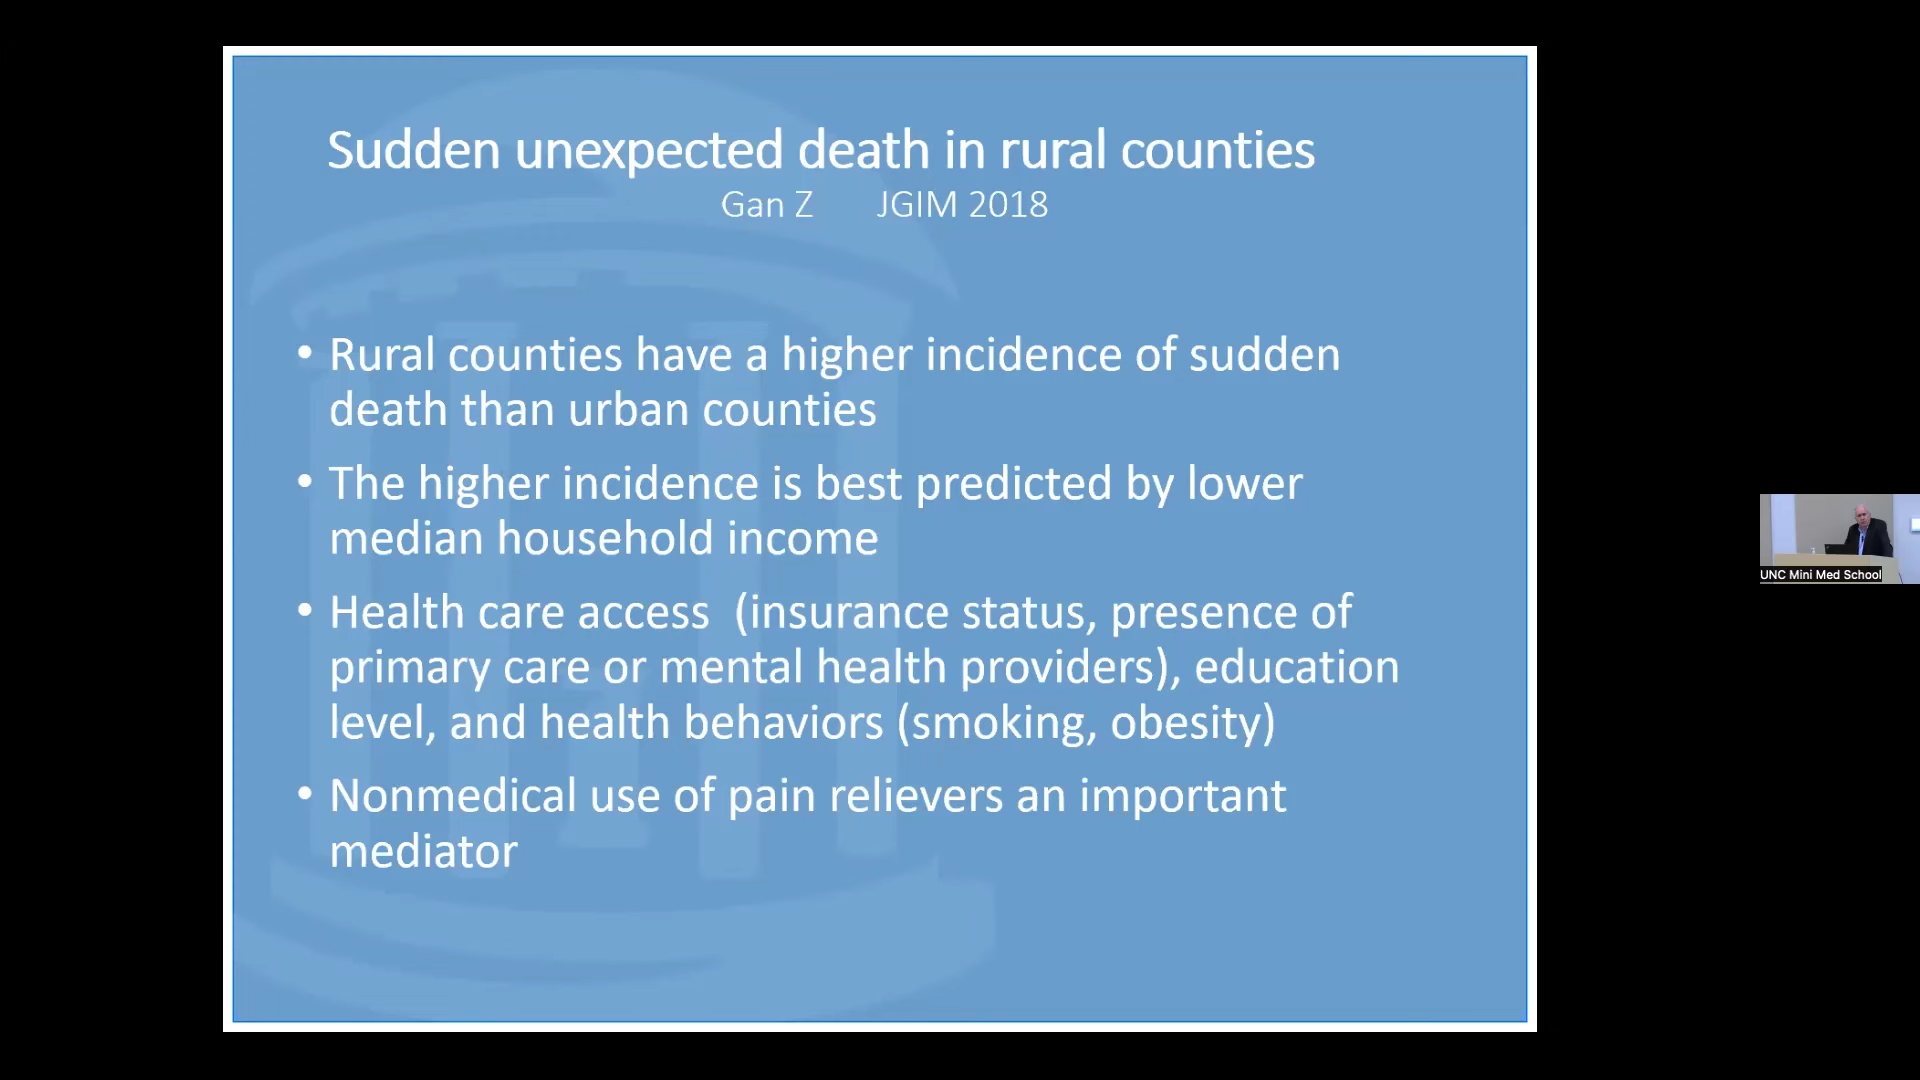 Sudden unexpected death in rural counties
Gan Z JGIM 2018
• Rural counties have a higher incidence of sudden
death than urban counties
• The higher incidence is best predicted by lower
median household income
• Health care access (insurance status, presence of
primary care or mental health providers), education
level, and health behaviors (smoking, obesity)
• Nonmedical use of pain relievers an important
mediator
UNC Mini Med School